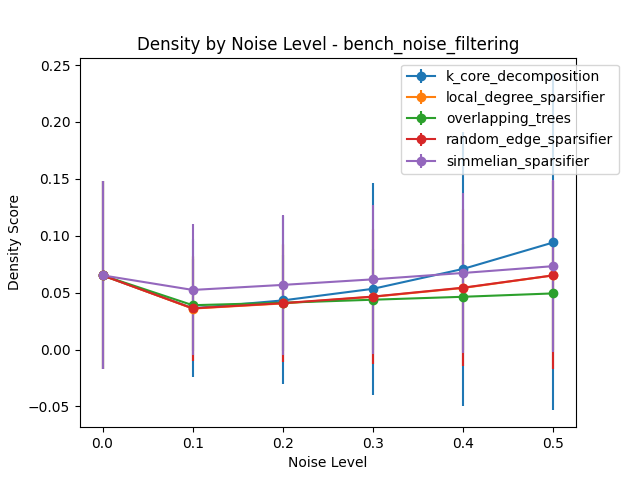 Density by Noise Level - bench_noise_filtering
0.25
0.20
0.15
0.10
0.05
0.00
−0.05
Density Score
k_core_decomposition
local_degree_sparsifier
overlapping_trees
random_edge_sparsifier
simmelian_sparsifier
0.0 0.1 0.2 0.3 0.4 0.5
Noise Level